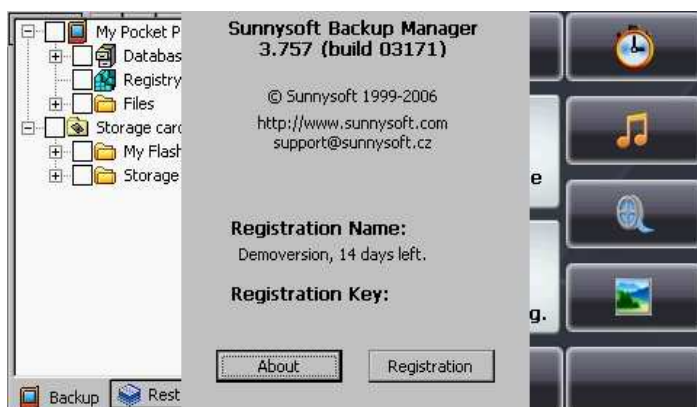 My Pocket P
Databas
Registry
Files
Storage card
My Flash
Storage
Backup
Rest
Sunnysoft Backup Manager
3.757 (build 03171)
© Sunnysoft 1999-2006
http://www.sunnysoft.com
support@sunnysoft.cz
Registration Name:
Demoversion, 14 days left.
Registration Key:
About
Registration
e
g.